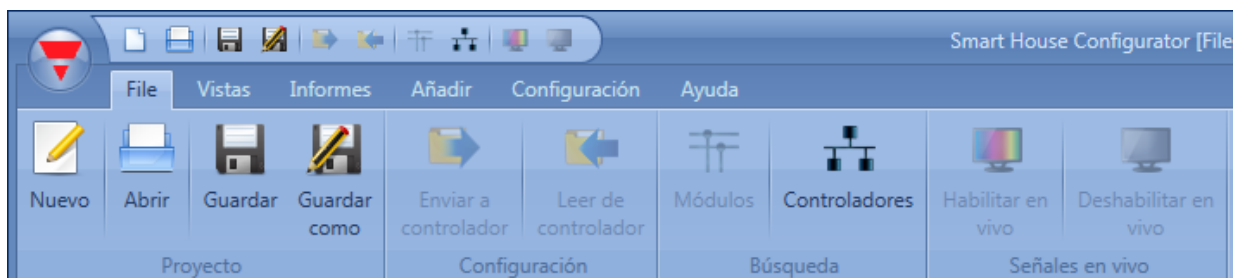 Smart House Configurator [File
File Vistas Informes Añadir Configuración Ayuda
Nuevo Abrir Guardar Guardar como Enviar a controlador Leer de controlador Módulos Controladores Habilitar en vivo Deshabilitar en vivo
Proyecto Configuración Búsqueda Señales en vivo